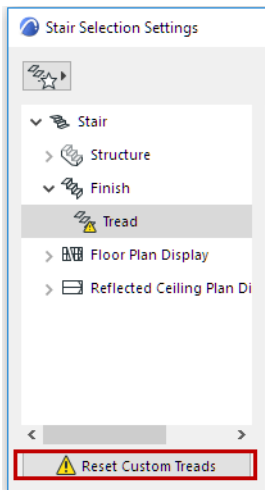 Stair Selection Settings
Stair
Structure
Finish
Tread
Floor Plan Display
Reflected Ceiling Plan Di
Reset Custom Treads